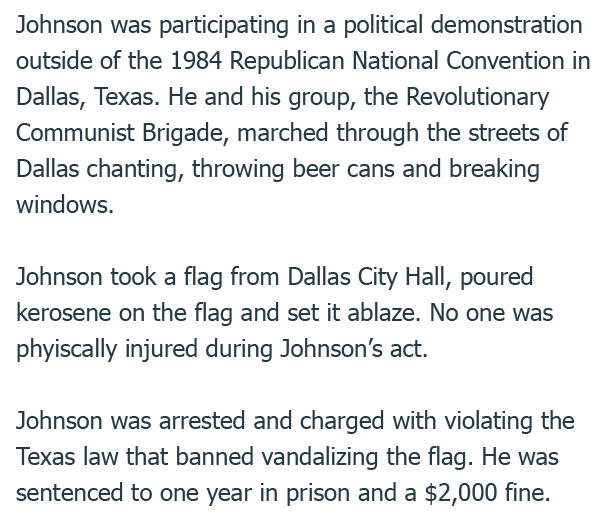 Johnson was participating in a political demonstration
outside of the 1984 Republican National Convention in
Dallas, Texas. He and his group, the Revolutionary
Communist Brigade, marched through the streets of
Dallas chanting, throwing beer cans and breaking
windows.
Johnson took a flag from Dallas City Hall, poured
kerosene on the flag and set it ablaze. No one was
phyiscally injured during Johnson’s act.
Johnson was arrested and charged with violating the
Texas law that banned vandalizing the flag. He was
sentenced to one year in prison and a $2,000 fine.